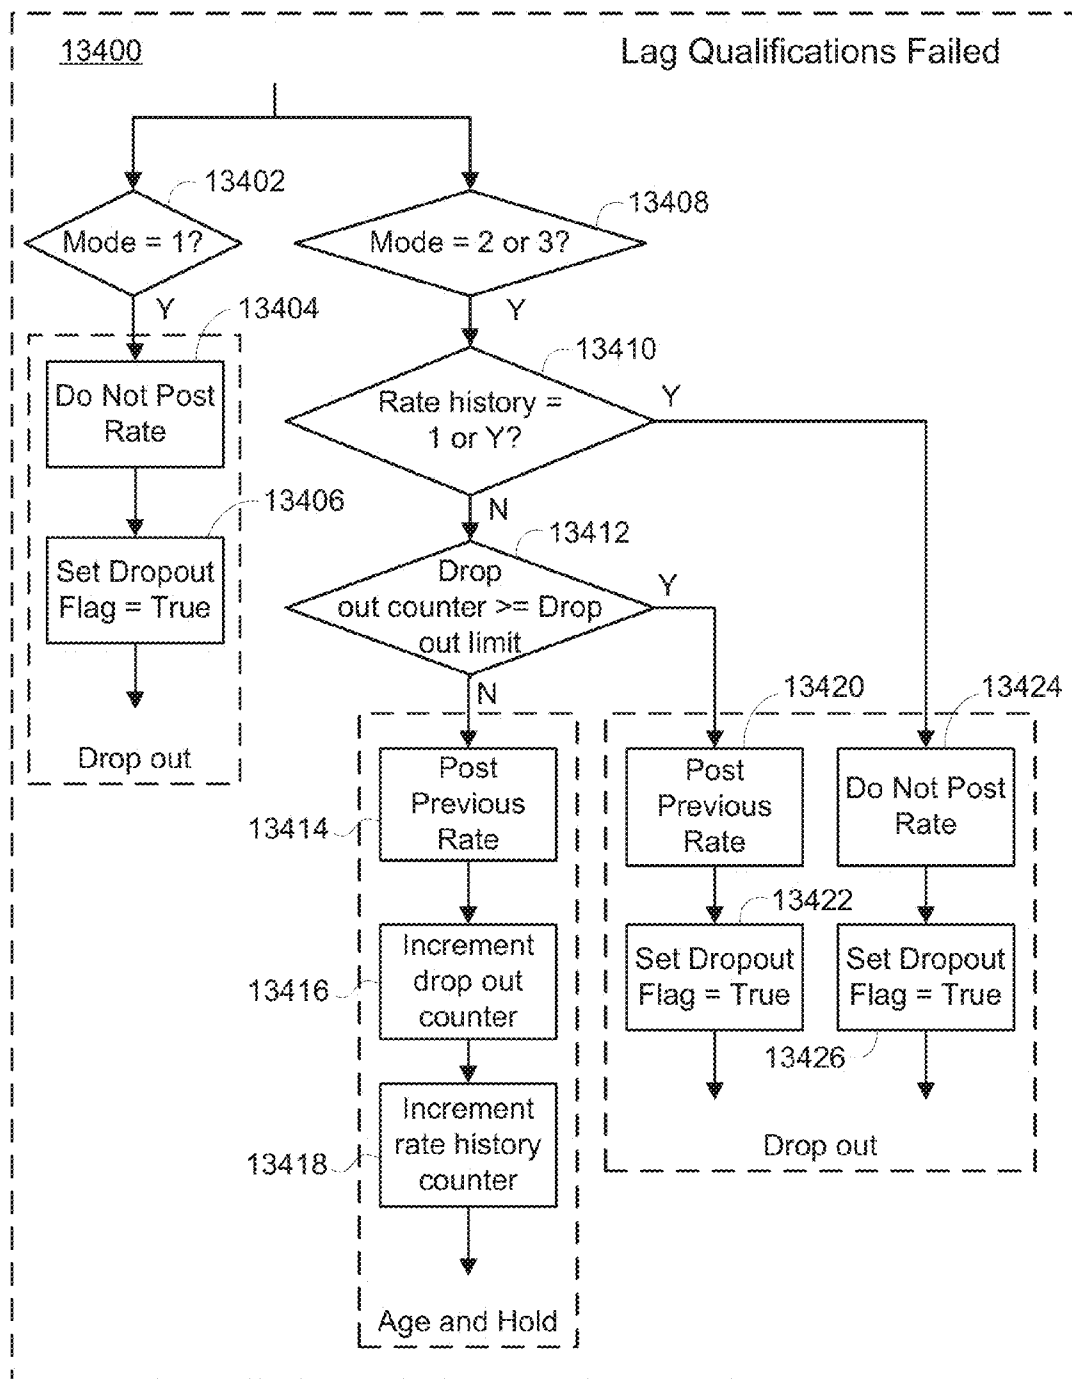 13400
Lag Qualifications Failed
13402
Mode = 1?
Y
13404
Do Not Post
Rate
13406
Set Dropout
Flag = True
Drop out
13408
Mode = 2 or 3?
Y
13410
Rate history =
1 or Y?
Y
N
13412
Drop
out counter >= Drop
out limit
Y
N
13414
Post
Previous
Rate
13416
Increment
drop out
counter
13418
Increment
rate history
counter
Age and Hold
13420
Post
Previous
Rate
13422
Set Dropout
Flag = True
13424
Do Not Post
Rate
Set Dropout
Flag = True
13426
Drop out